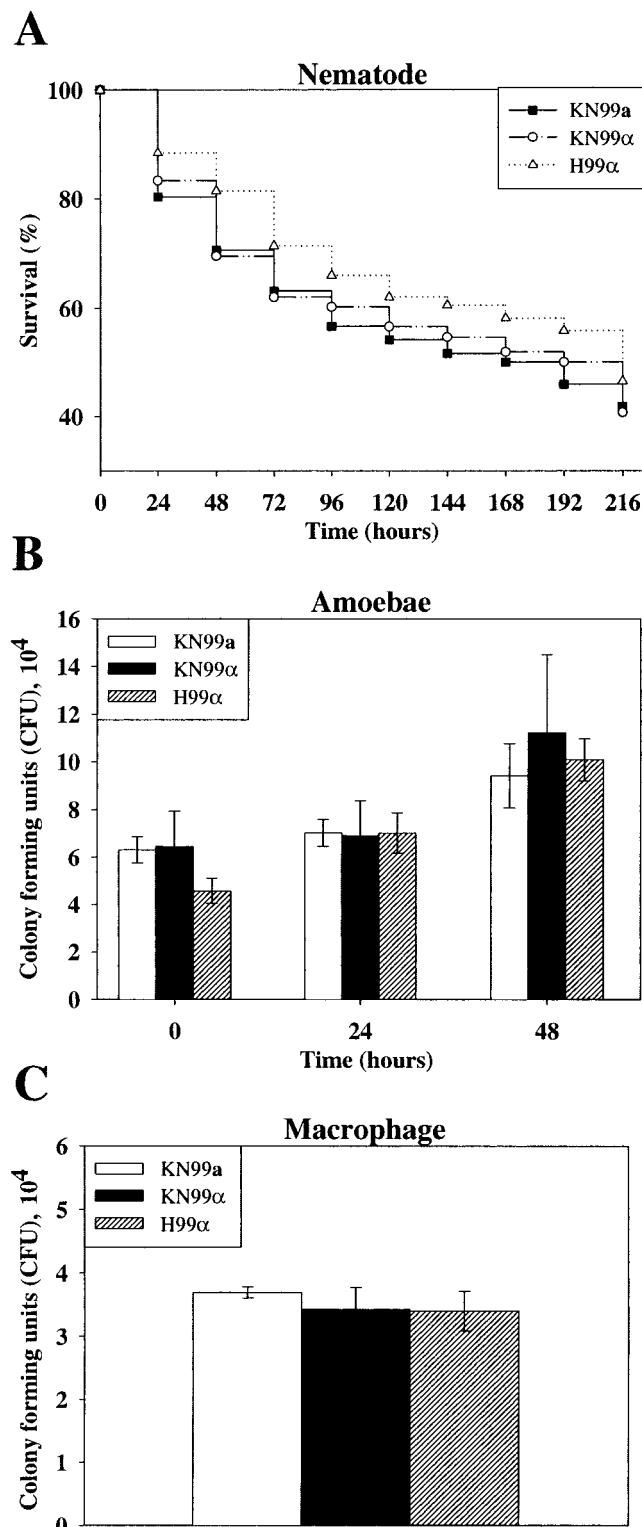 A
Nematode
KN99a
KN99α
H99α
Survival (%)
100
80
60
40
0 24 48 72 96 120 144 168 192 216
Time (hours)
B
Amoebae
KN99a
KN99α
H99α
Colony forming units (CFU), 10⁴
16
14
12
10
8
6
4
2
0
0 24 48
Time (hours)
C
Macrophage
KN99a
KN99α
H99α
Colony forming units (CFU), 10⁴
6
5
4
3
2
1
0